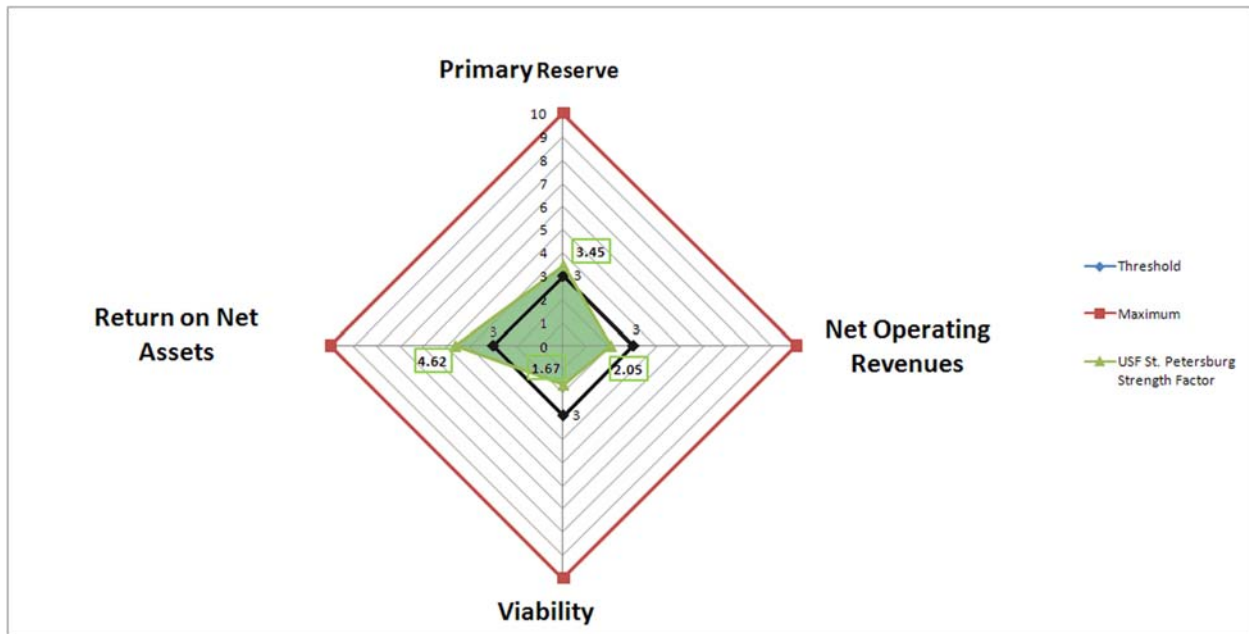 Primary Reserve
10
9
8
7
6
5
4
3
2
1
0
3.45
3
3
3
3
4.62
1.67
2.05
Return on Net
Assets
Net Operating
Revenues
Viability
Threshold
Maximum
USF St. Petersburg
Strength Factor